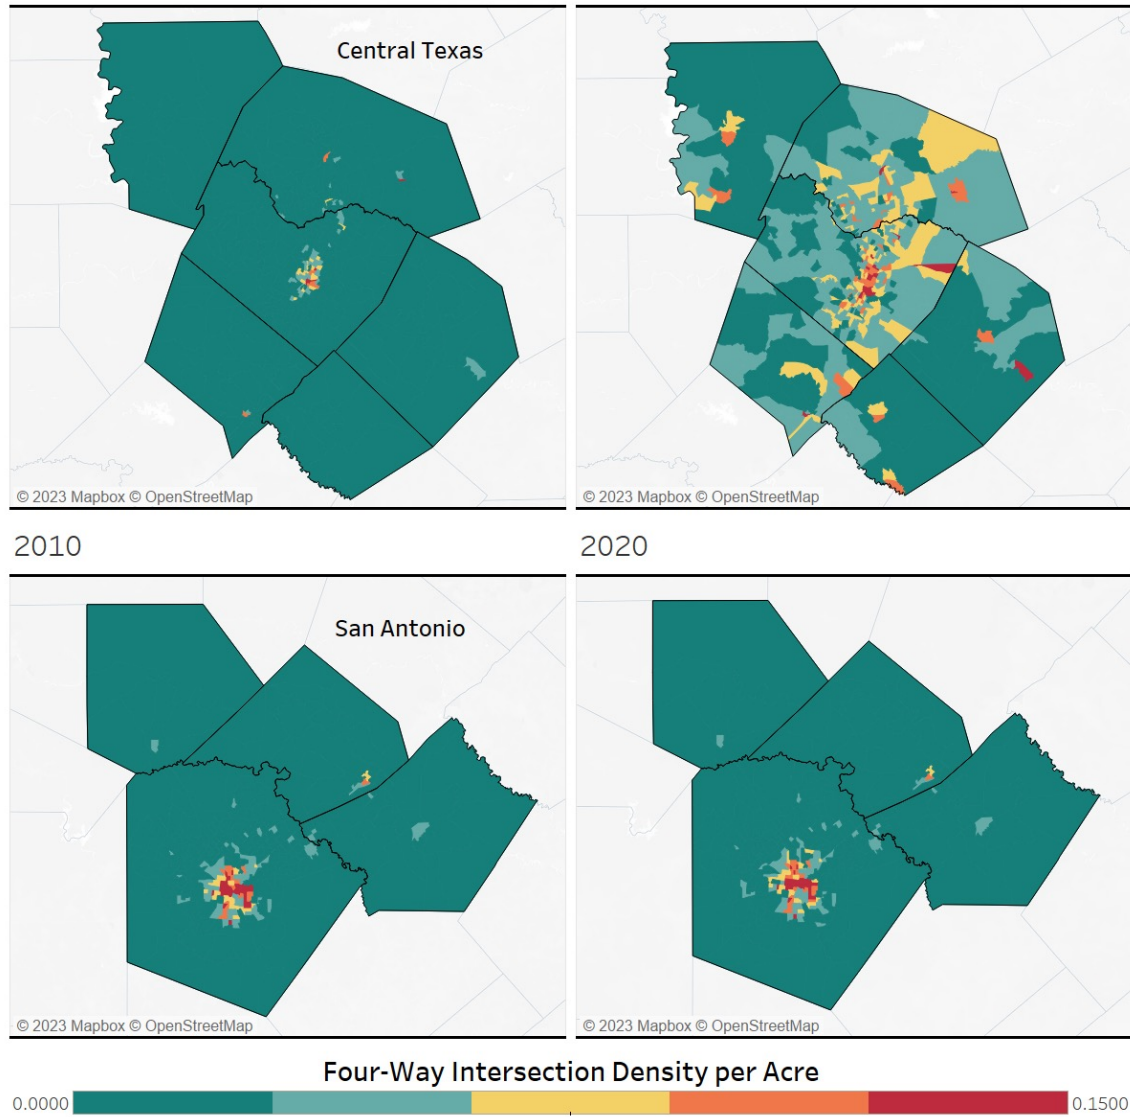 Central Texas
© 2023 Mapbox © OpenStreetMap
© 2023 Mapbox © OpenStreetMap
2010
2020
San Antonio
© 2023 Mapbox © OpenStreetMap
© 2023 Mapbox © OpenStreetMap
Four-Way Intersection Density per Acre
0.0000
0.1500